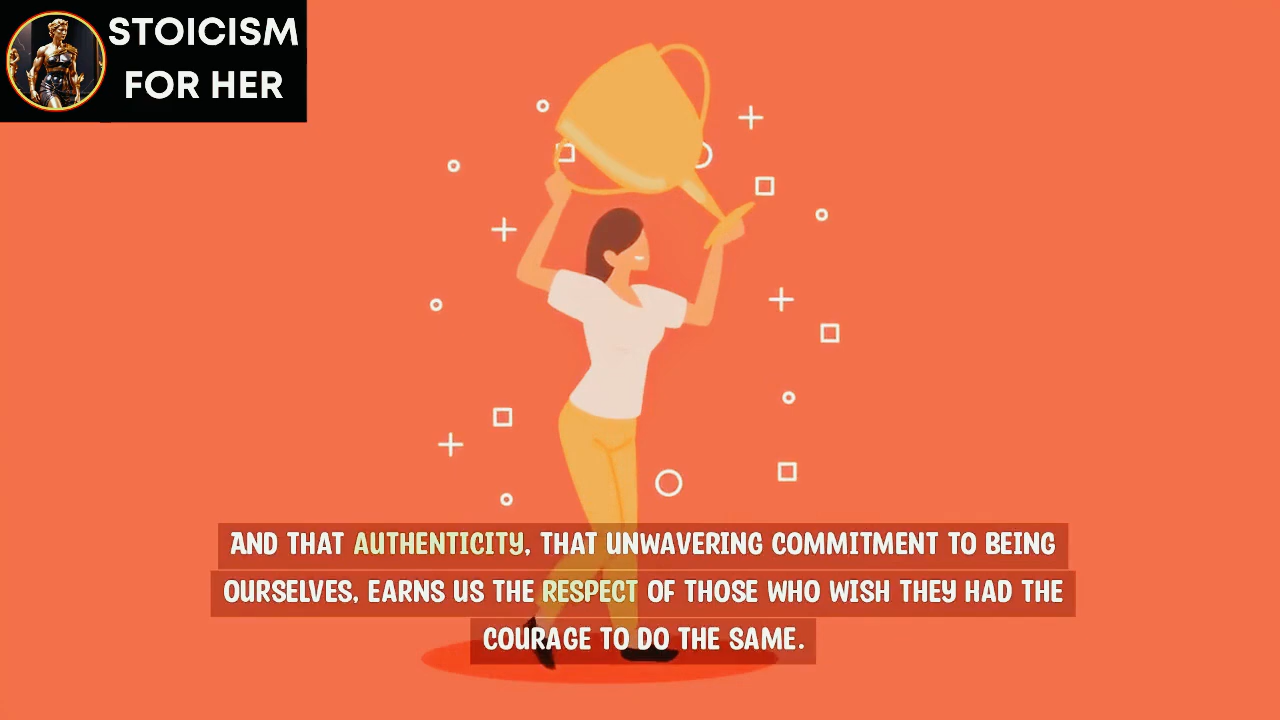 STOICISM
FOR HER
AND THAT AUTHENTICITY, THAT UNWAVERING COMMITMENT TO BEING
OURSELVES, EARNS US THE RESPECT OF THOSE WHO WISH THEY HAD THE
COURAGE TO DO THE SAME.